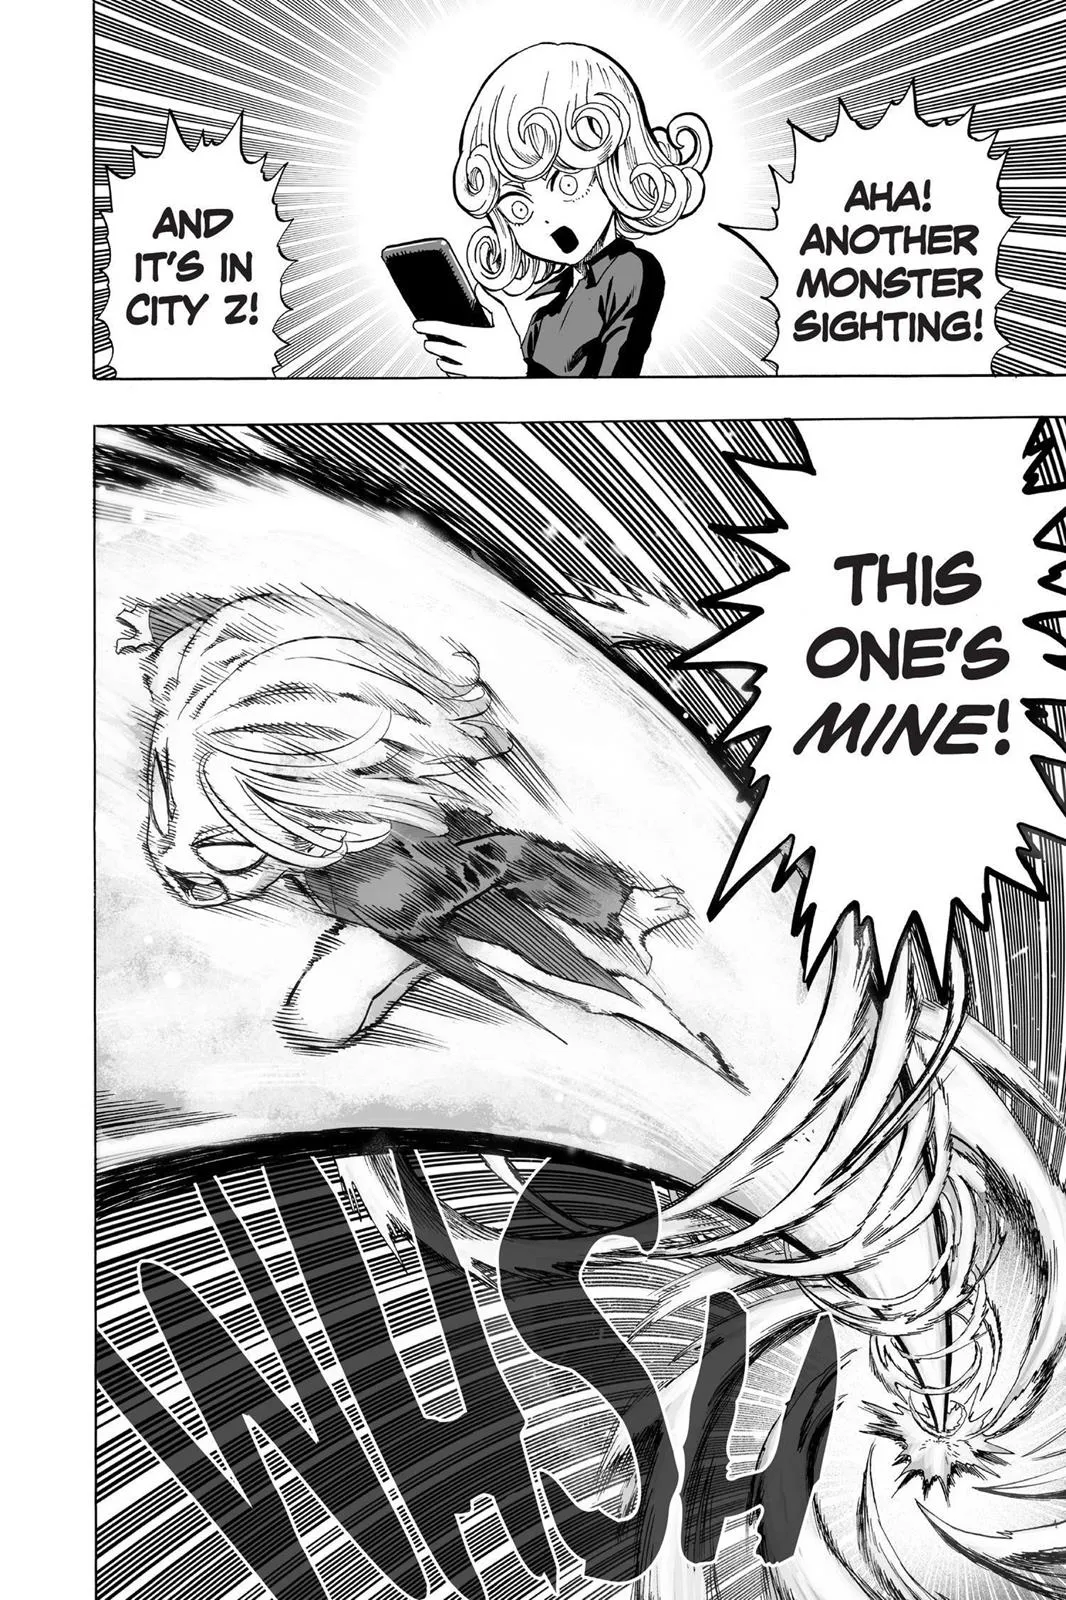 AHA!
ANOTHER
MONSTER
SIGHTING!
AND
IT'S IN
CITY Z!
THIS
ONE'S
MINE!
WHSH